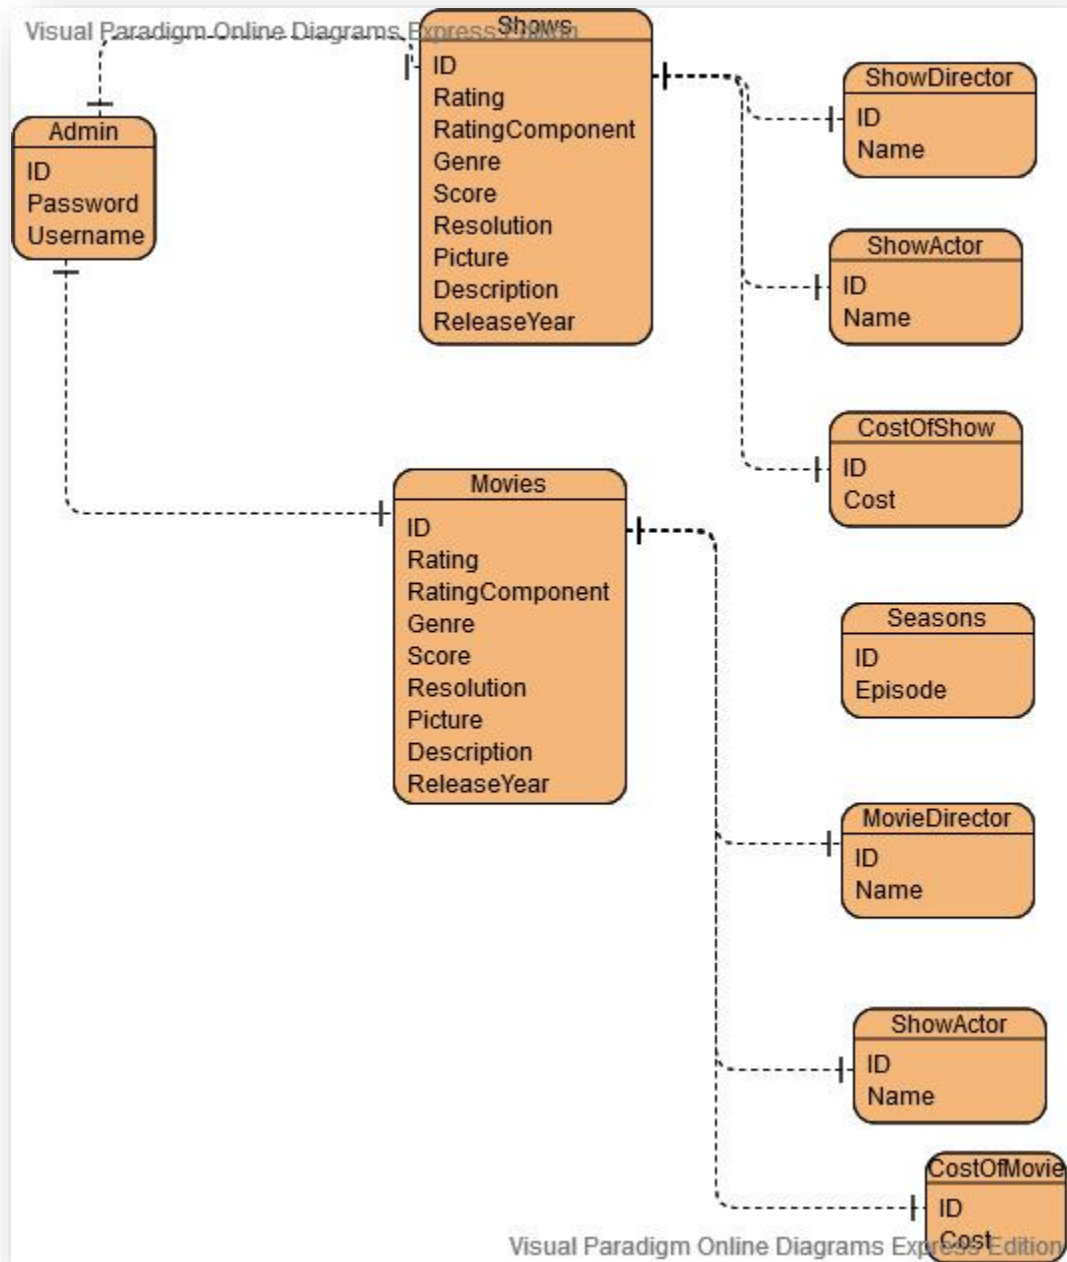 Visual Paradigm Online Diagrams Express Edition
Shows
ID
Rating
RatingComponent
Genre
Score
Resolution
Picture
Description
ReleaseYear
Admin
ID
Password
Username
ShowDirector
ID
Name
ShowActor
ID
Name
CostOfShow
ID
Cost
Movies
ID
Rating
RatingComponent
Genre
Score
Resolution
Picture
Description
ReleaseYear
Seasons
ID
Episode
MovieDirector
ID
Name
ShowActor
ID
Name
CostOfMovie
ID
Cost
Visual Paradigm Online Diagrams Express Edition